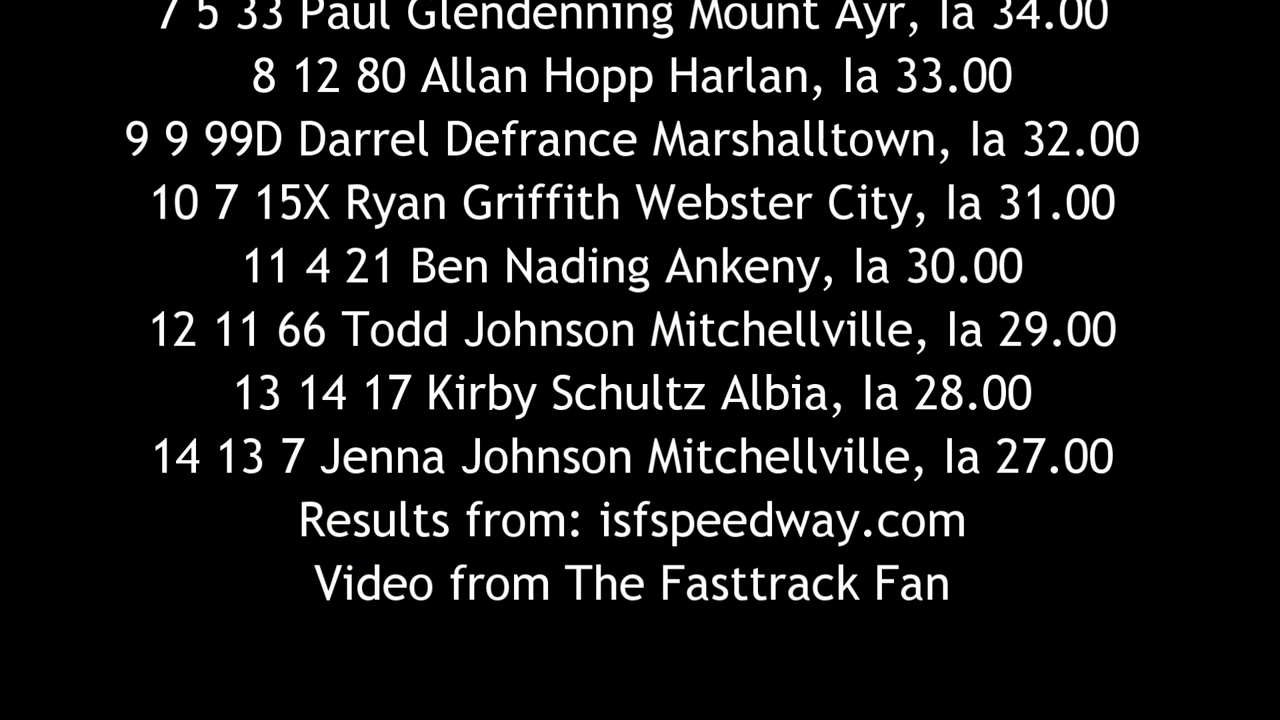 7 5 33 Paul Glendenning Mount Ayr, Ia 34.00
8 12 80 Allan Hopp Harlan, Ia 33.00
9 9 99D Darrel Defrance Marshalltown, Ia 32.00
10 7 15X Ryan Griffith Webster City, Ia 31.00
11 4 21 Ben Nading Ankeny, Ia 30.00
12 11 66 Todd Johnson Mitchellville, Ia 29.00
13 14 17 Kirby Schultz Albia, Ia 28.00
14 13 7 Jenna Johnson Mitchellville, Ia 27.00
Results from: isfspeedway.com
Video from The Fasttrack Fan